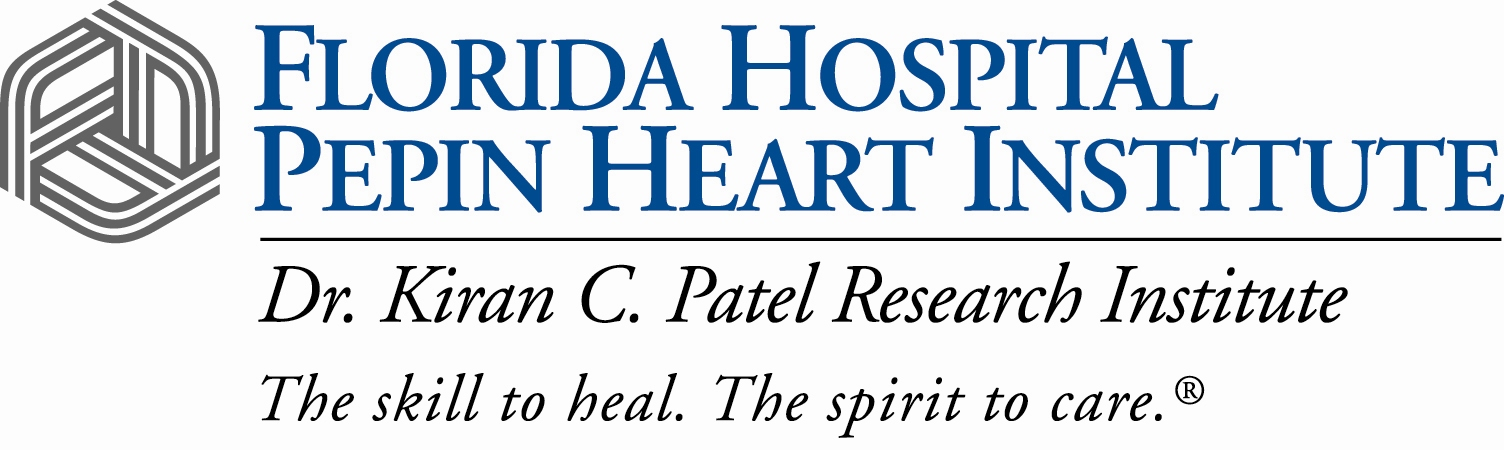 FLORIDA HOSPITAL
PEPIN HEART INSTITUTE
Dr. Kiran C. Patel Research Institute
The skill to heal. The spirit to care.®